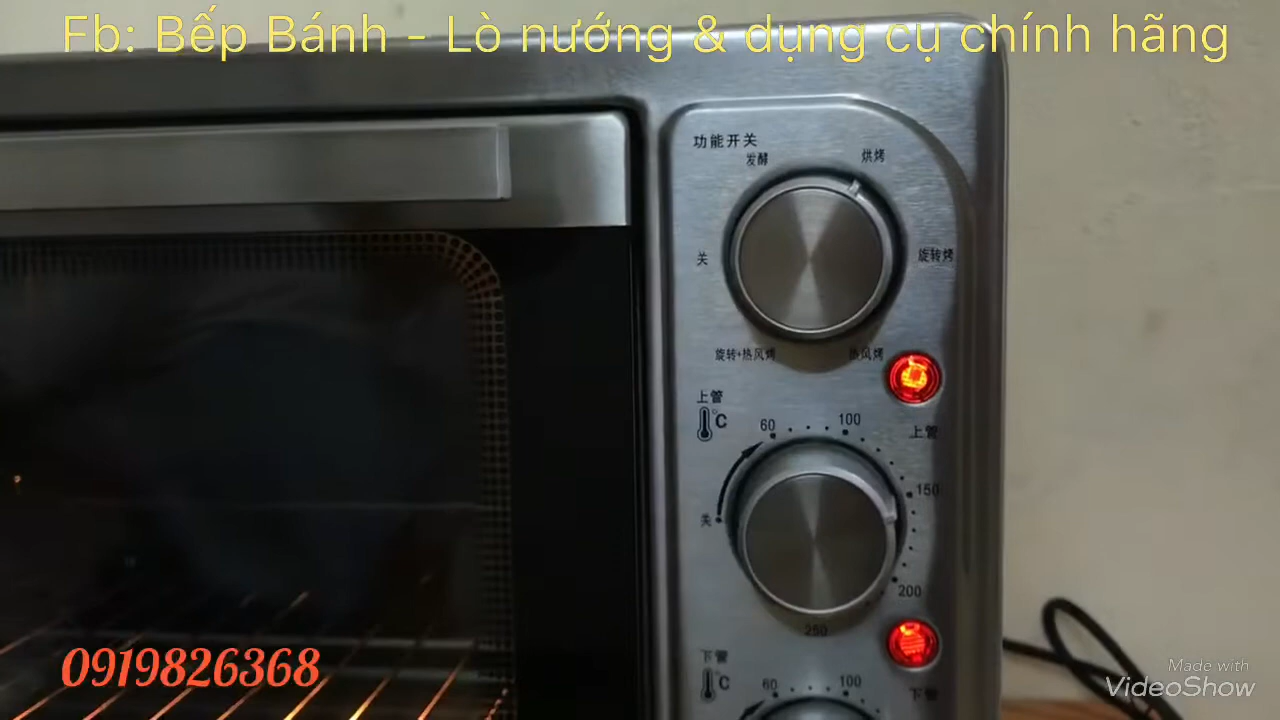 Fb: Bếp Bánh - Lò nướng & dụng cụ chính hãng
功能开关
发酵
烘烤
关
旋转烤
旋转+热风烤
热风烤
上管
°C
60
100
上管
150
关
200
250
0919826368
下管
°C
60
100
下管
Made with
VideoShow